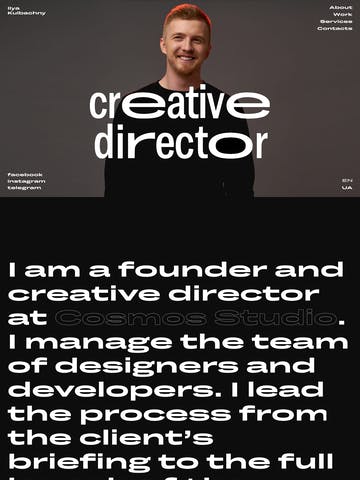 Ilya
Kulbachny
About
Work
Services
Contacts
creative
director
facebook
instagram
telegram
EN
UA
I am a founder and
creative director
at Cosmos Studio.
I manage the team
of designers and
developers. I lead
the process from
the client’s
briefing to the full